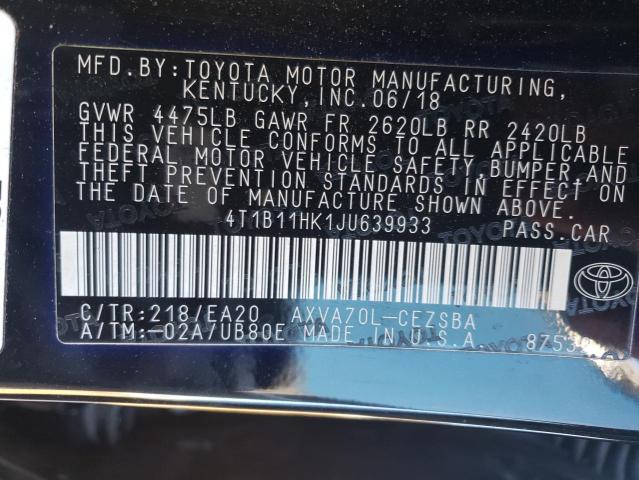 MFD.BY:TOYOTA MOTOR MANUFACTURING,
KENTUCKY,INC.06/18
GVWR 4475LB GAWR FR 2620LB RR 2420LB
THIS VEHICLE CONFORMS TO ALL APPLICABLE
FEDERAL MOTOR VEHICLE SAFETY,BUMPER,AND
THEFT PREVENTION STANDARDS IN EFFECT ON
THE DATE OF MANUFACTURE SHOWN ABOVE.
4T1B11HK1JU639933 PASS.CAR
C/TR:218/EA20 AXVA70L-CEZSBA
A/TM:-02A/UB80E MADE IN U.S.A